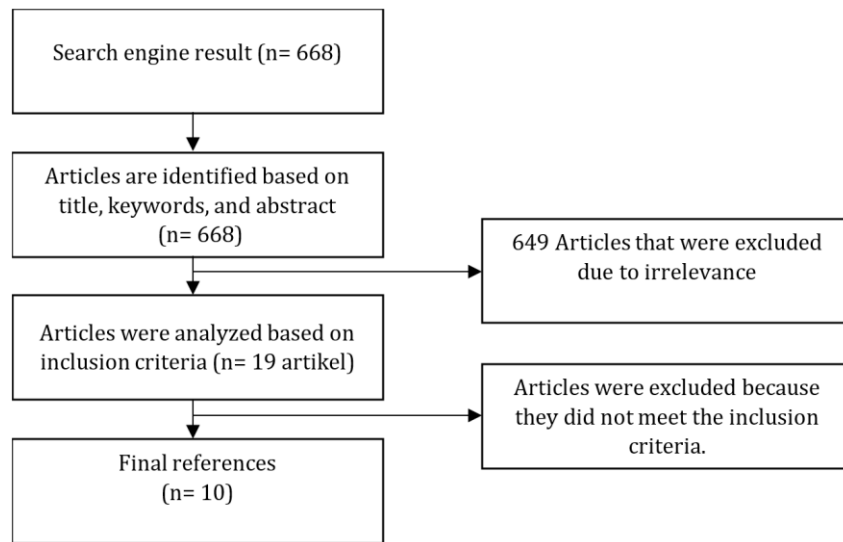 Search engine result (n= 668)
Articles are identified based on
title, keywords, and abstract
(n= 668)
649 Articles that were excluded
due to irrelevance
Articles were analyzed based on
inclusion criteria (n= 19 artikel)
Articles were excluded because
they did not meet the inclusion
criteria.
Final references
(n= 10)